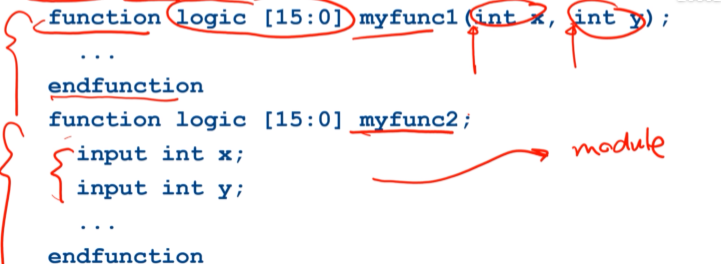 function logic [15:0] myfunc1(int x, int y);
...
endfunction
function logic [15:0] myfunc2;
input int x;
input int y;
module
...
endfunction